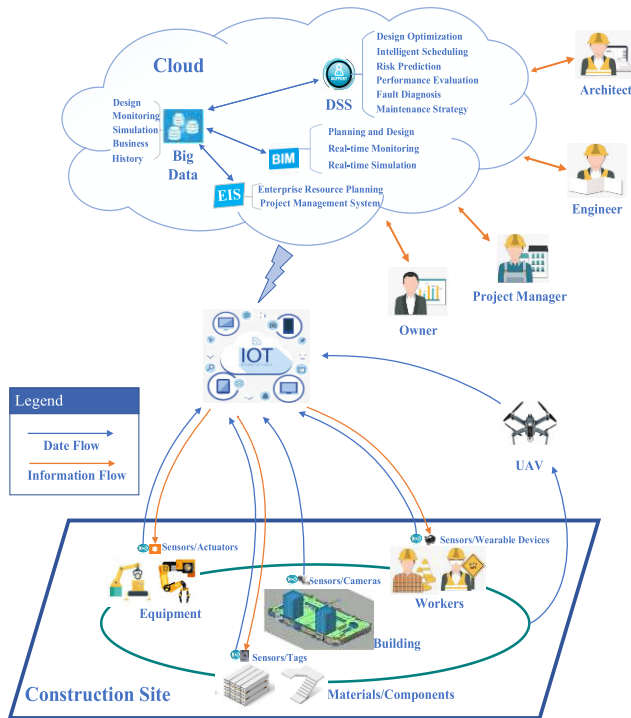 Cloud
Design
Monitoring
Simulation
Business
History
Big
Data
SUPPORT
DSS
Design Optimization
Intelligent Scheduling
Risk Prediction
Performance Evaluation
Fault Diagnosis
Maintenance Strategy
BIM
Planning and Design
Real-time Monitoring
Real-time Simulation
EIS
Enterprise Resource Planning
Project Management System
Architect
Engineer
Project Manager
Owner
IOT
Legend
Date Flow
Information Flow
UAV
Sensors/Actuators
Equipment
Sensors/Wearable Devices
Workers
Sensors/Cameras
Building
Sensors/Tags
Materials/Components
Construction Site